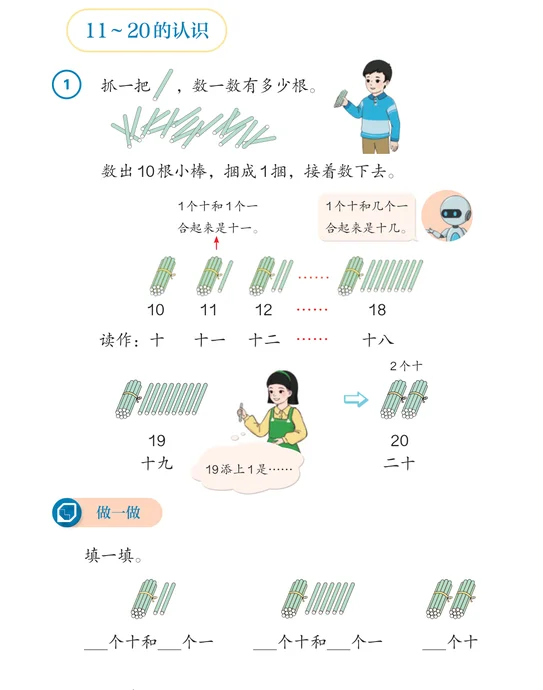 11~20的认识
1 抓一把 ，数一数有多少根。
数出10根小棒，捆成1捆，接着数下去。
1个十和1个一
合起来是十一。
1个十和几个一
合起来是十几。
10 11 12 …… 18
读作：十 十一 十二 …… 十八
2个十
19 20
十九 二十
19添上1是……
做一做
填一填。
___个十和___个一 ___个十和___个一 ___个十